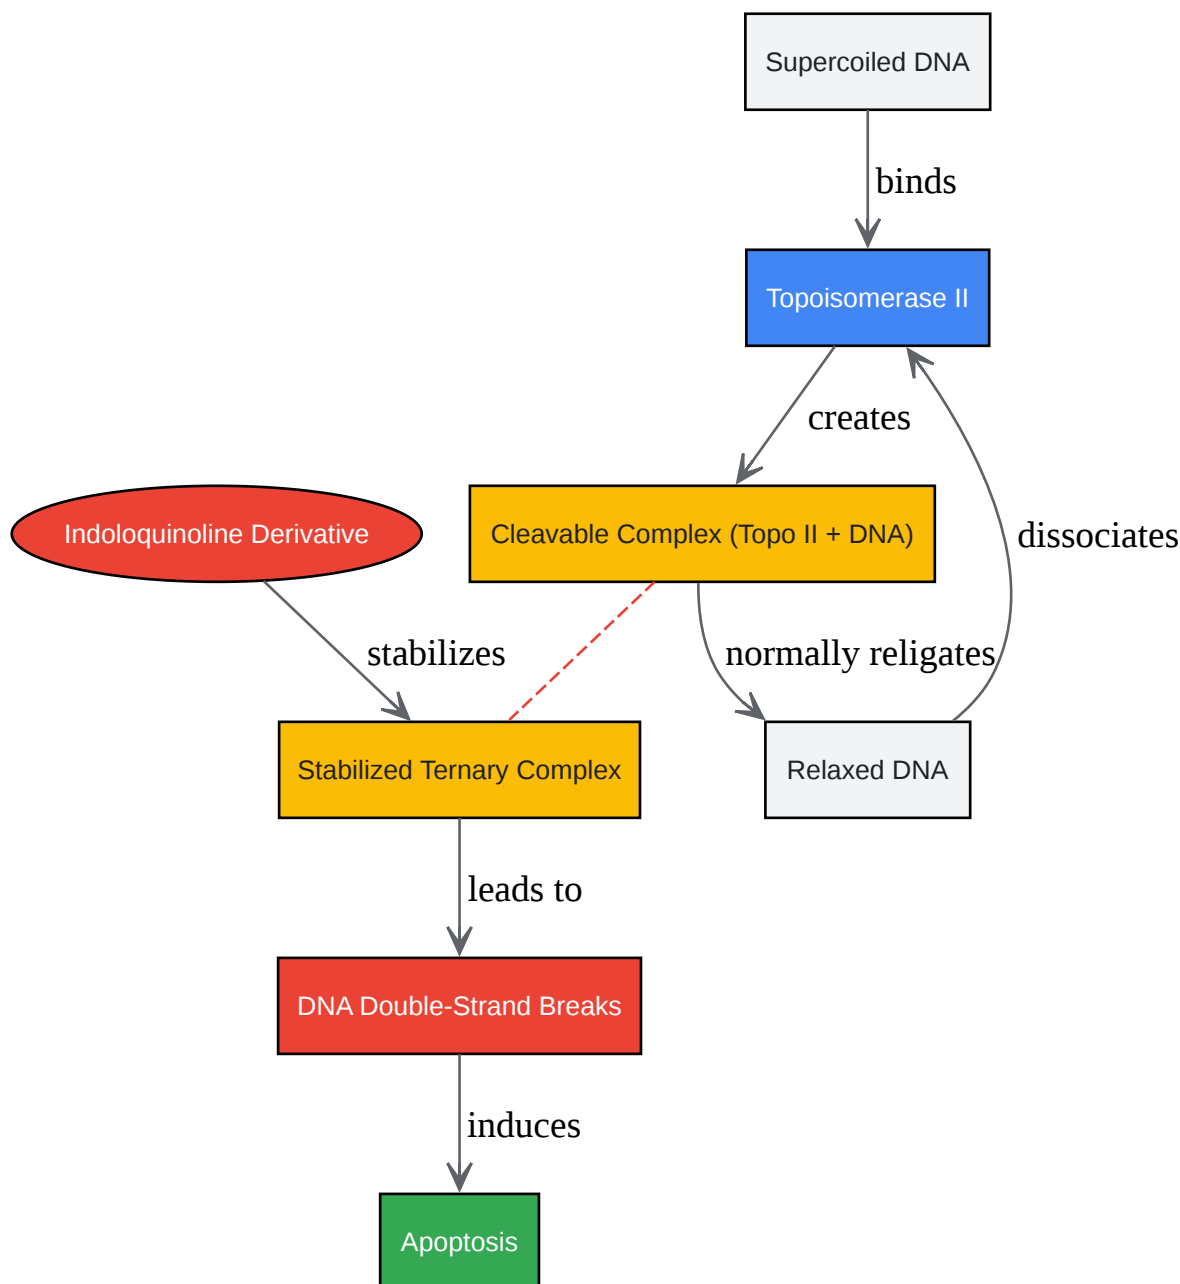 Supercoiled DNA
binds
Topoisomerase II
creates
Indoloquinoline Derivative
Cleavable Complex (Topo II + DNA)
dissociates
stabilizes
normally religates
Stabilized Ternary Complex
Relaxed DNA
leads to
DNA Double-Strand Breaks
induces
Apoptosis